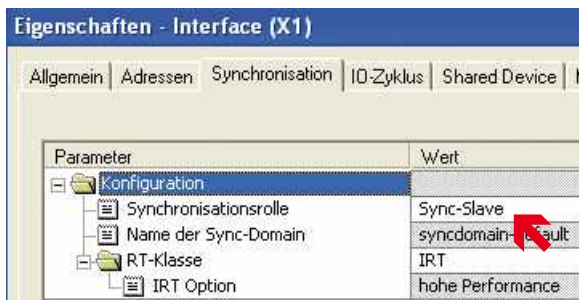 Eigenschaften - Interface (X1)
Allgemein Adressen Synchronisation IO-Zyklus Shared Device
Parameter Wert
Konfiguration
Synchronisationsrolle Sync-Slave
Name der Sync-Domain
RT-Klasse IRT
IRT Option hohe Performance